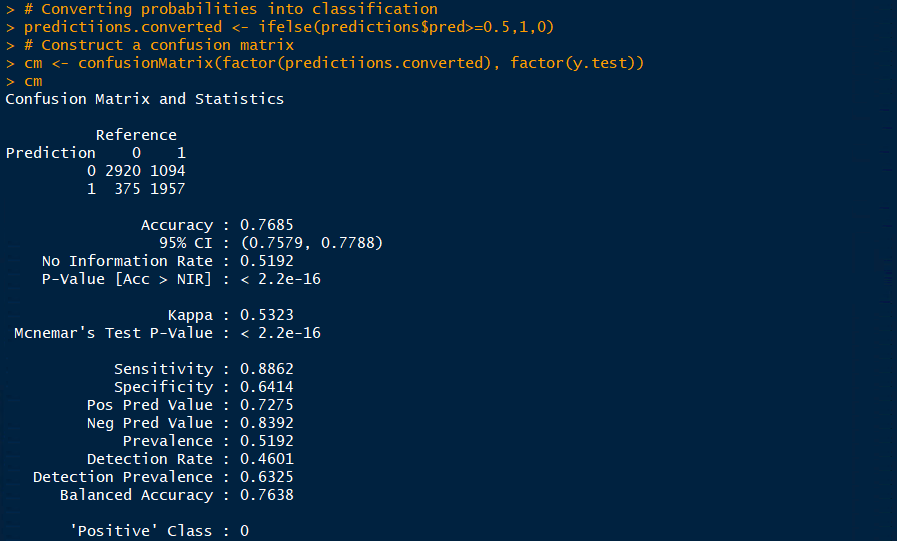 > # Converting probabilities into classification
> predictiions.converted <- ifelse(predictions$pred>=0.5,1,0)
> # Construct a confusion matrix
> cm <- confusionMatrix(factor(predictiions.converted), factor(y.test))
> cm
Confusion Matrix and Statistics
Reference
Prediction 0 1
0 2920 1094
1 375 1957
Accuracy : 0.7685
95% CI : (0.7579, 0.7788)
No Information Rate : 0.5192
P-Value [Acc > NIR] : < 2.2e-16
Kappa : 0.5323
Mcnemar's Test P-Value : < 2.2e-16
Sensitivity : 0.8862
Specificity : 0.6414
Pos Pred Value : 0.7275
Neg Pred Value : 0.8392
Prevalence : 0.5192
Detection Rate : 0.4601
Detection Prevalence : 0.6325
Balanced Accuracy : 0.7638
'Positive' Class : 0